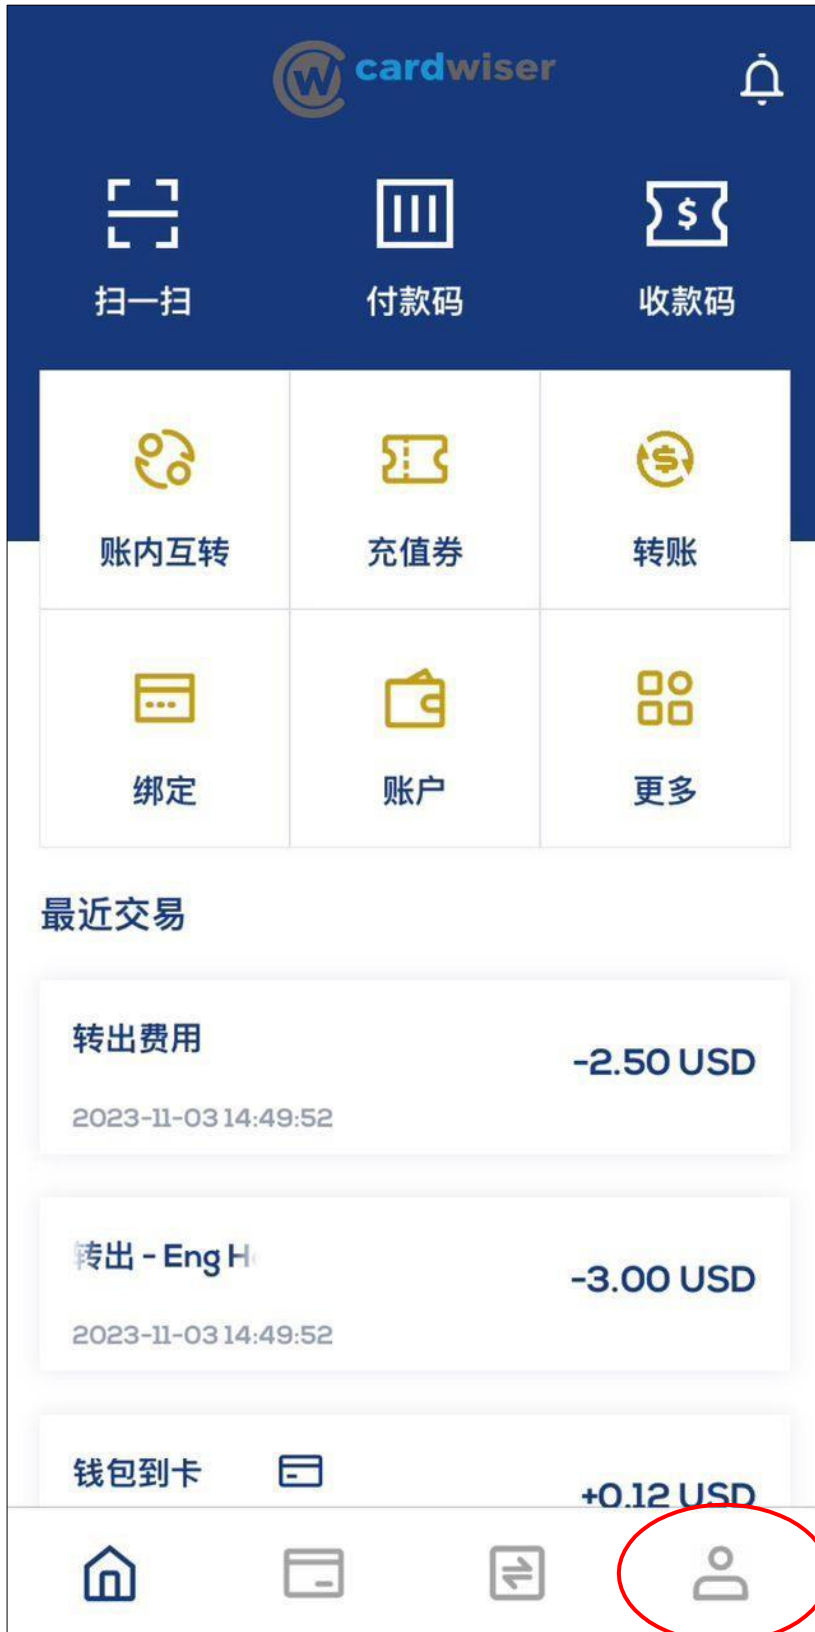 cardwiser
扫一扫 付款码 收款码
账内互转 充值券 转账
绑定 账户 更多
最近交易
转出费用
-2.50 USD
2023-11-03 14:49:52
转出 - Eng H
-3.00 USD
2023-11-03 14:49:52
钱包到卡
+0.12 USD